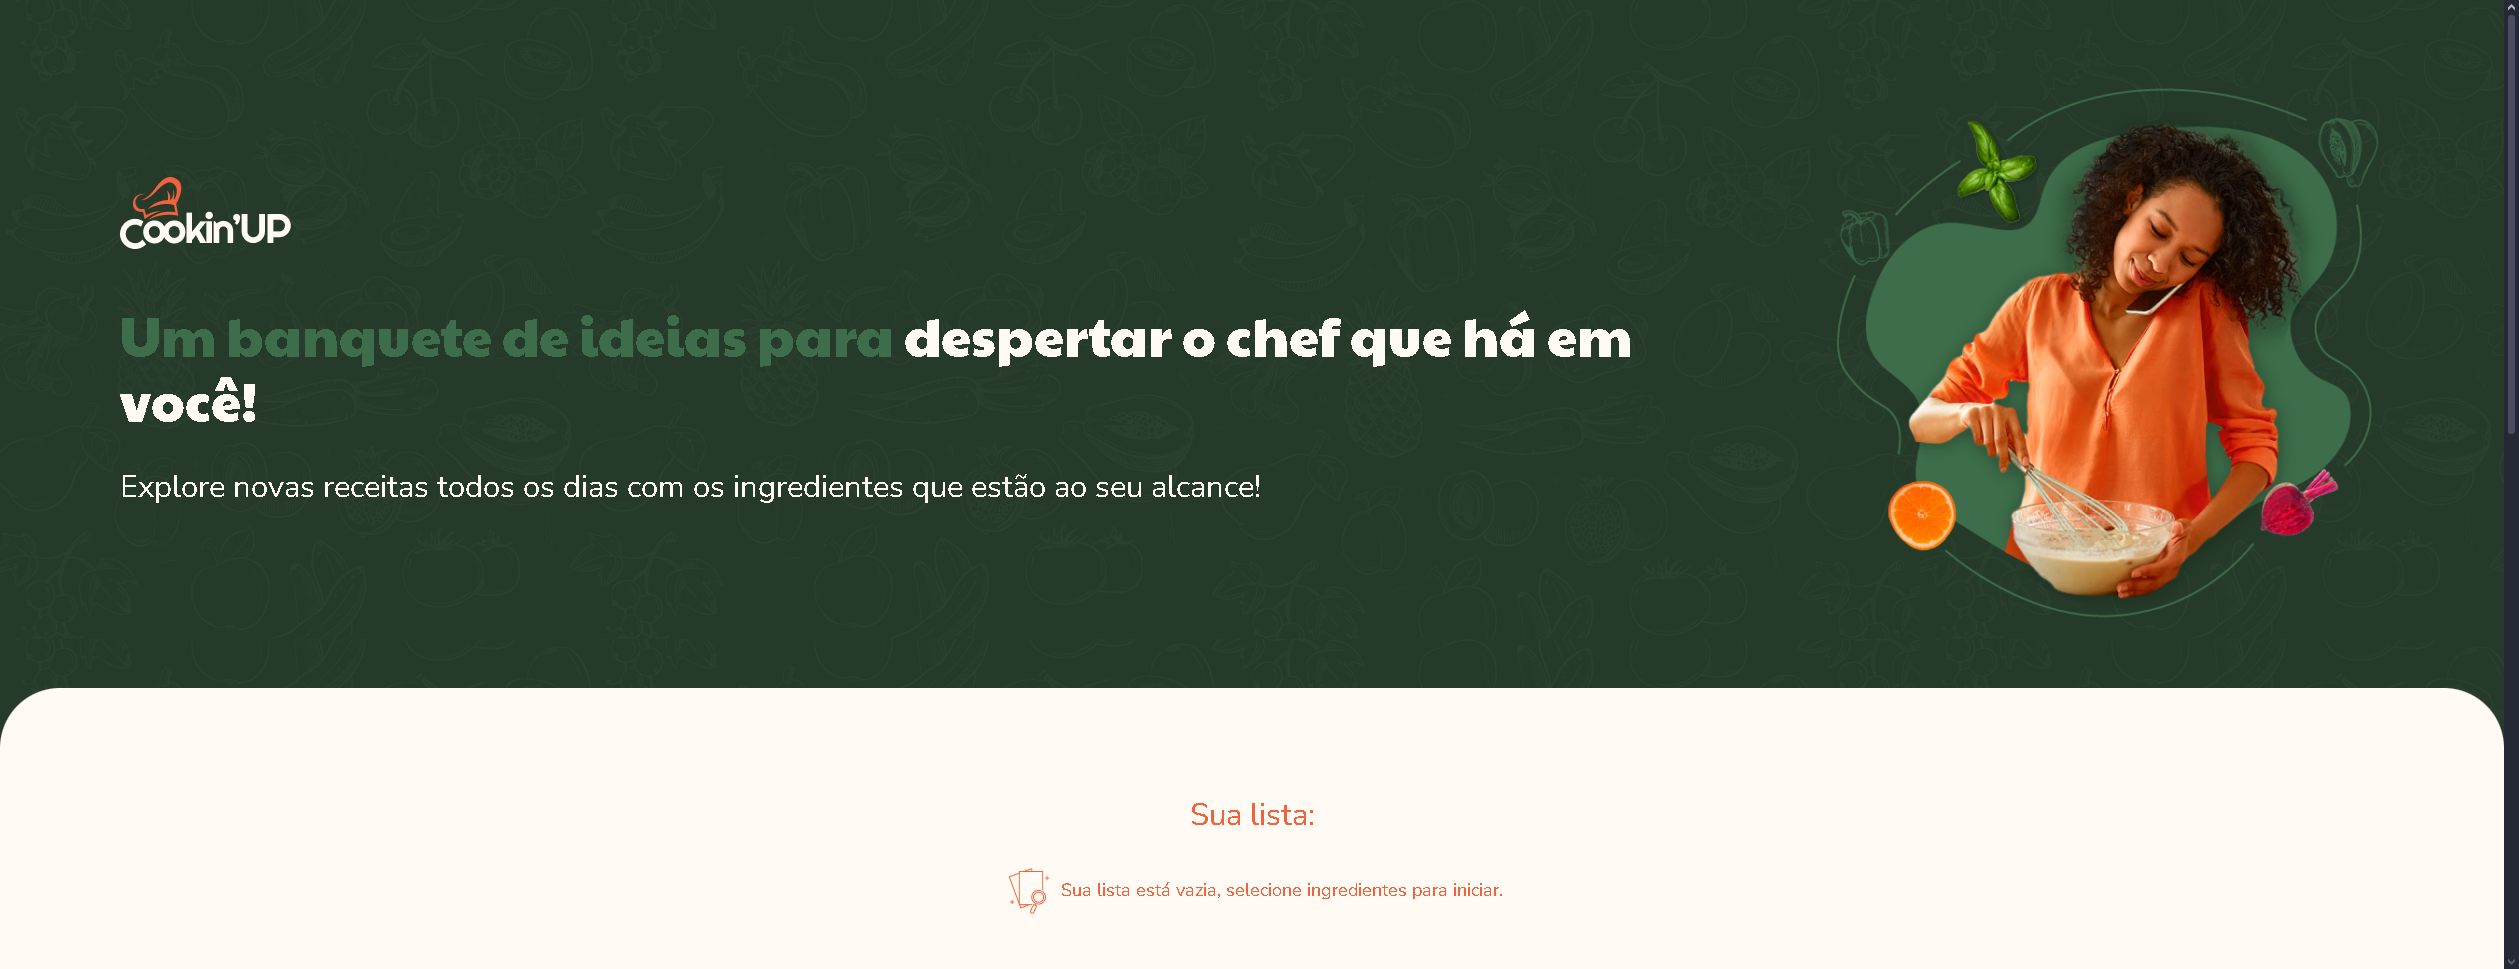 Cookin'UP
Um banquete de ideias para despertar o chef que há em
você!
Explore novas receitas todos os dias com os ingredientes que estão ao seu alcance!
Sua lista:
Sua lista está vazia, selecione ingredientes para iniciar.